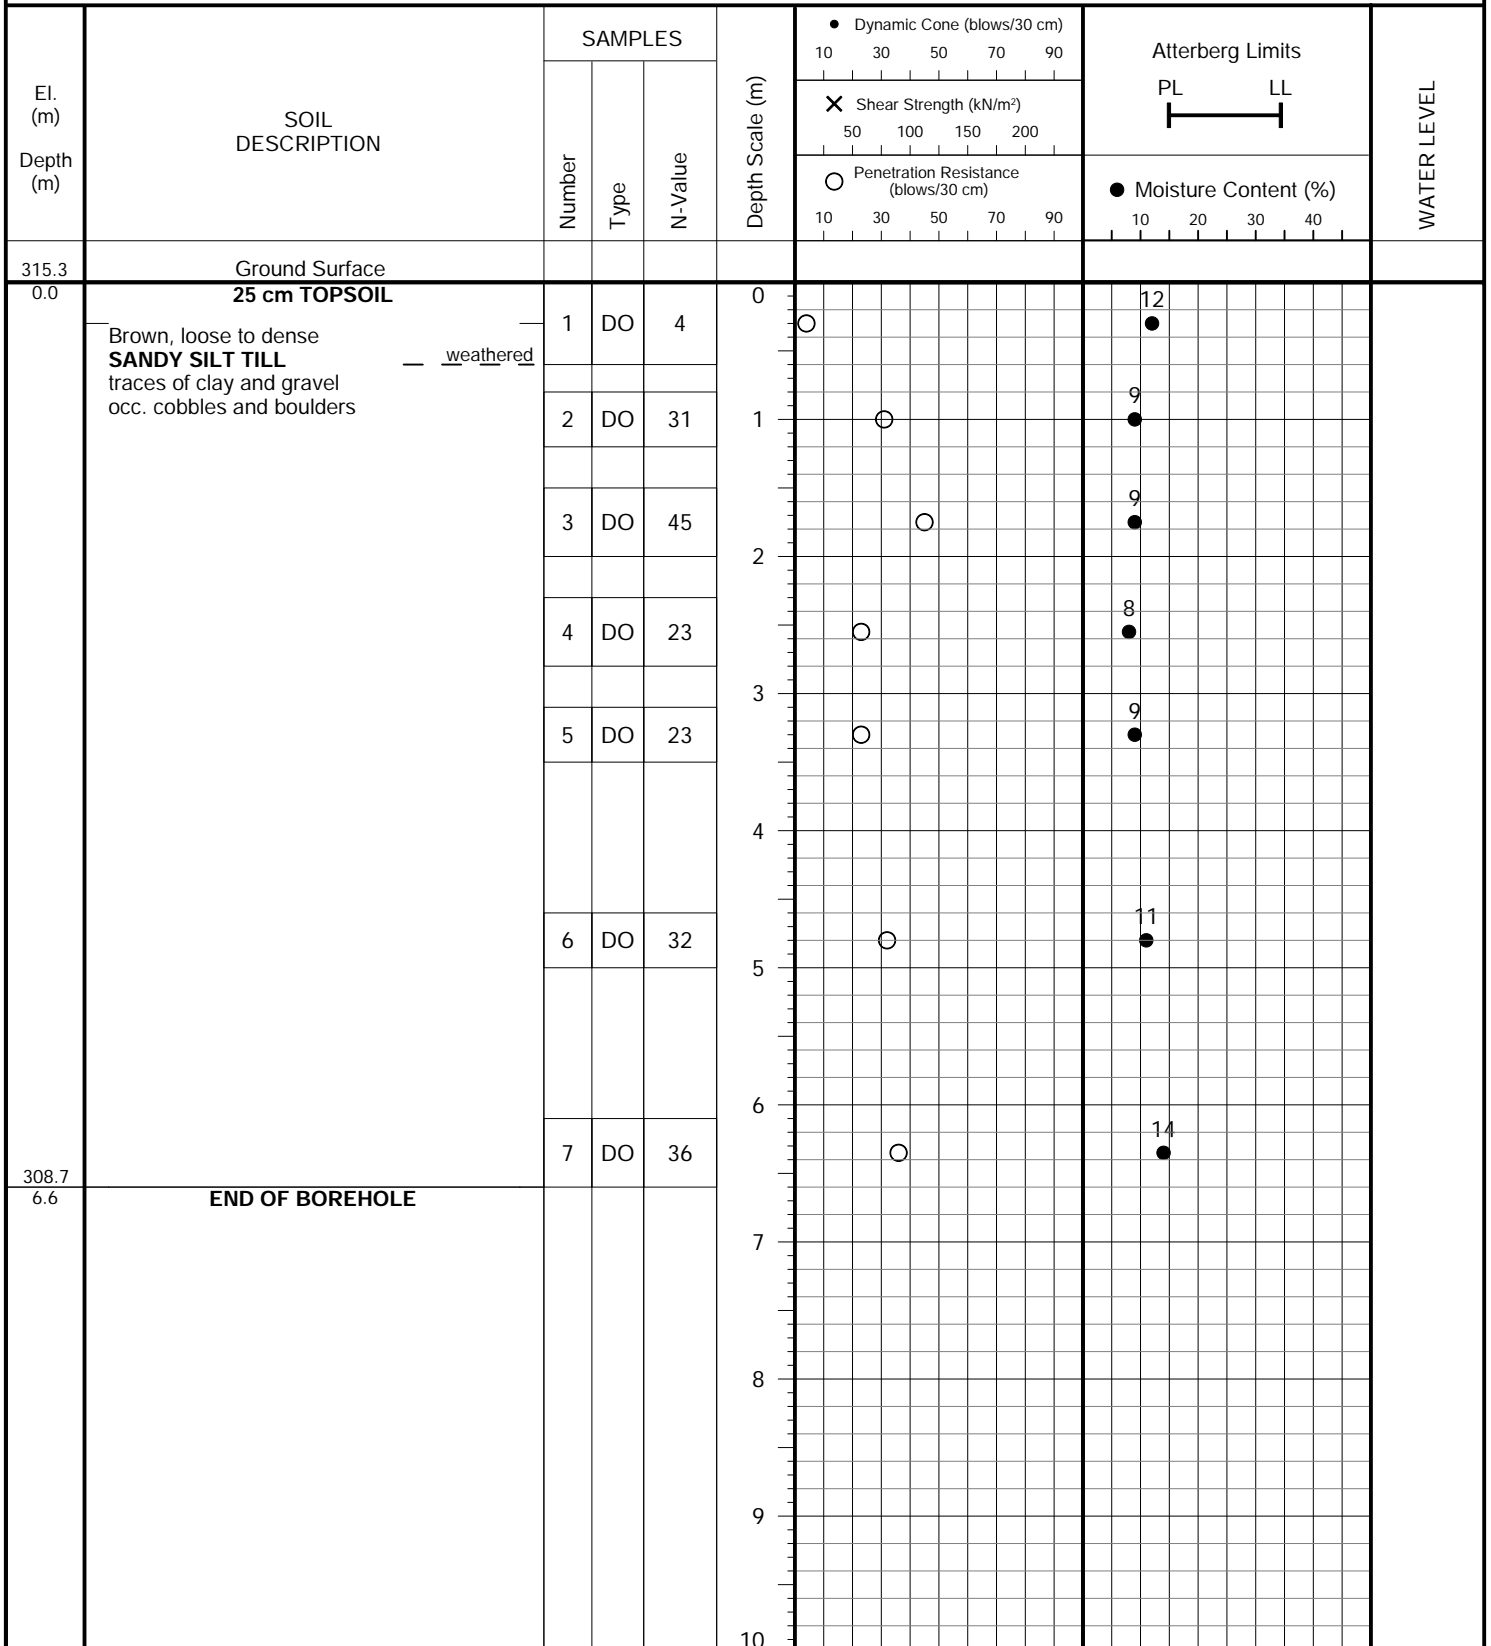 El.
(m)
Depth
(m)
SOIL
DESCRIPTION
SAMPLES
Number
Type
N-Value
Depth Scale (m)
Dynamic Cone (blows/30 cm)
10 30 50 70 90
Shear Strength (kN/m²)
50 100 150 200
Penetration Resistance
(blows/30 cm)
10 30 50 70 90
Atterberg Limits
PL LL
Moisture Content (%)
10 20 30 40
WATER LEVEL
315.3 Ground Surface
0.0 25 cm TOPSOIL 0
12
Brown, loose to dense 1 DO 4
SANDY SILT TILL weathered
traces of clay and gravel
occ. cobbles and boulders
9
2 DO 31 1
9
3 DO 45
2
8
4 DO 23
3
9
5 DO 23
4
11
6 DO 32
5
6
14
7 DO 36
308.7
6.6 END OF BOREHOLE
7
8
9
10